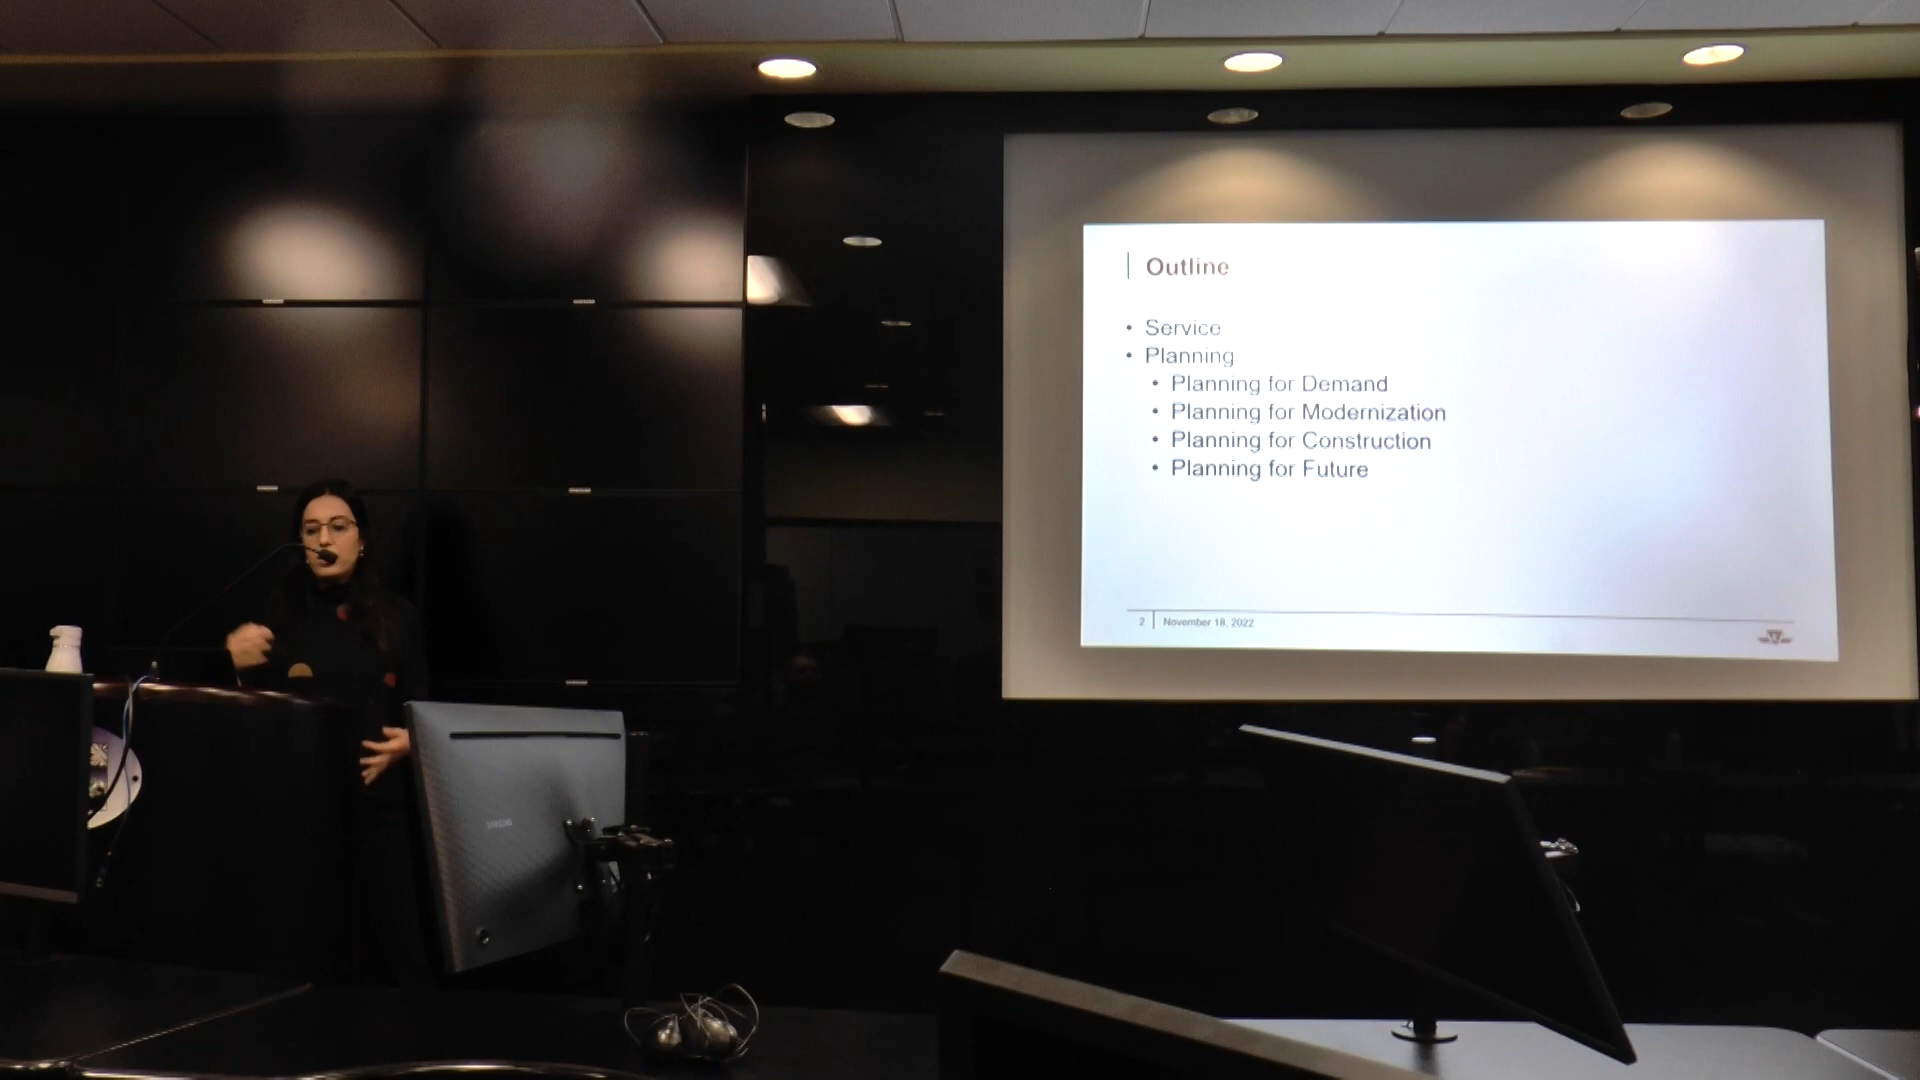 Outline
• Service
• Planning
• Planning for Demand
• Planning for Modernization
• Planning for Construction
• Planning for Future
2 November 18, 2022
SAMSUNG